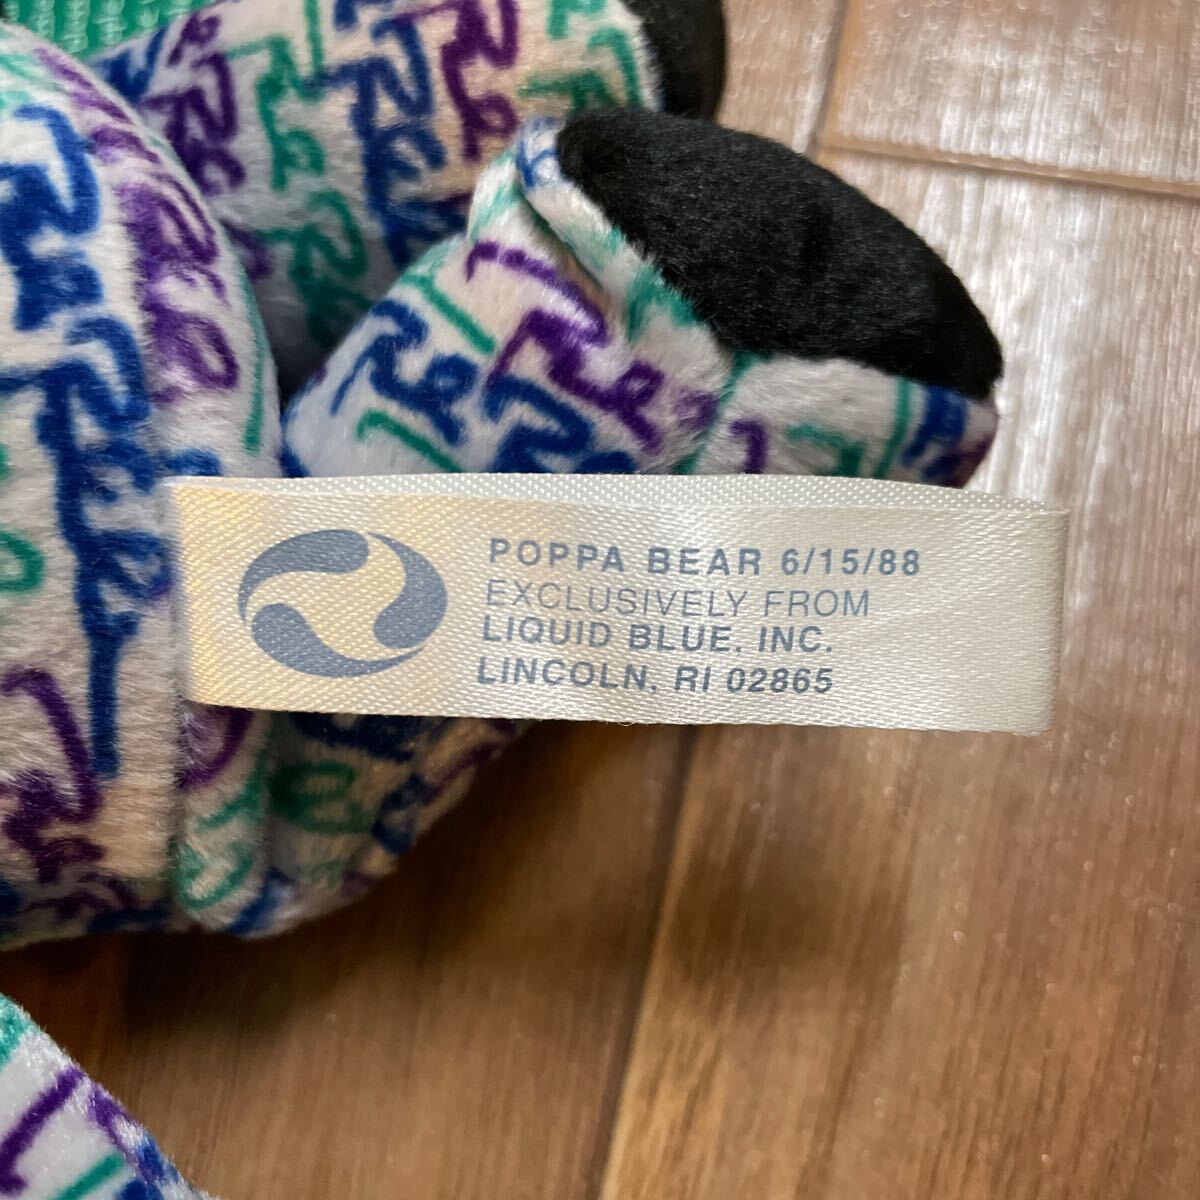 POPPA BEAR 6/15/88
EXCLUSIVELY FROM
LIQUID BLUE, INC.
LINCOLN, RI 02865